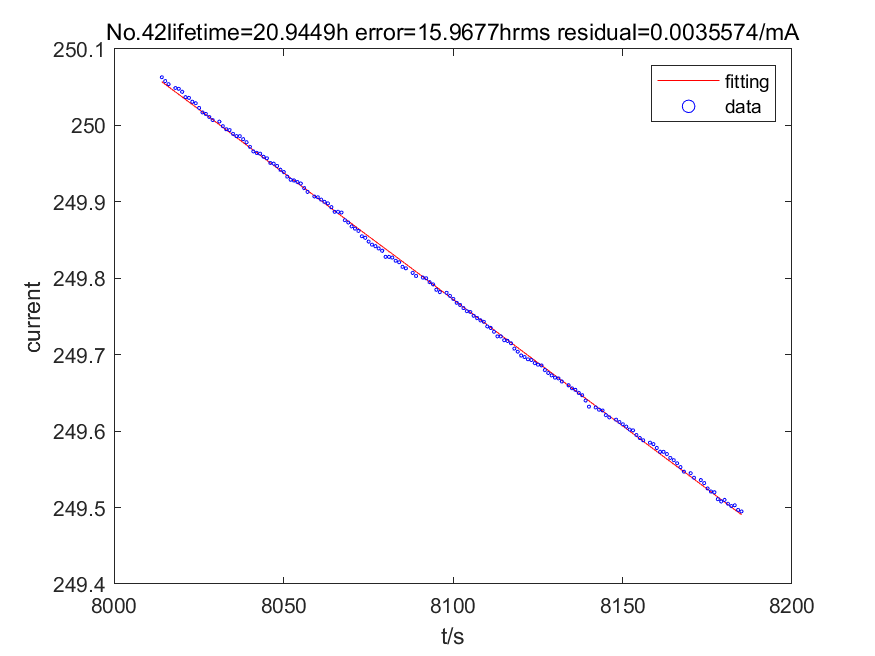 No.42lifetime=20.9449h error=15.9677hrms residual=0.0035574/mA
250.1
250
249.9
249.8
249.7
249.6
249.5
249.4
current
fitting
data
8000
8050
8100
8150
8200
t/s